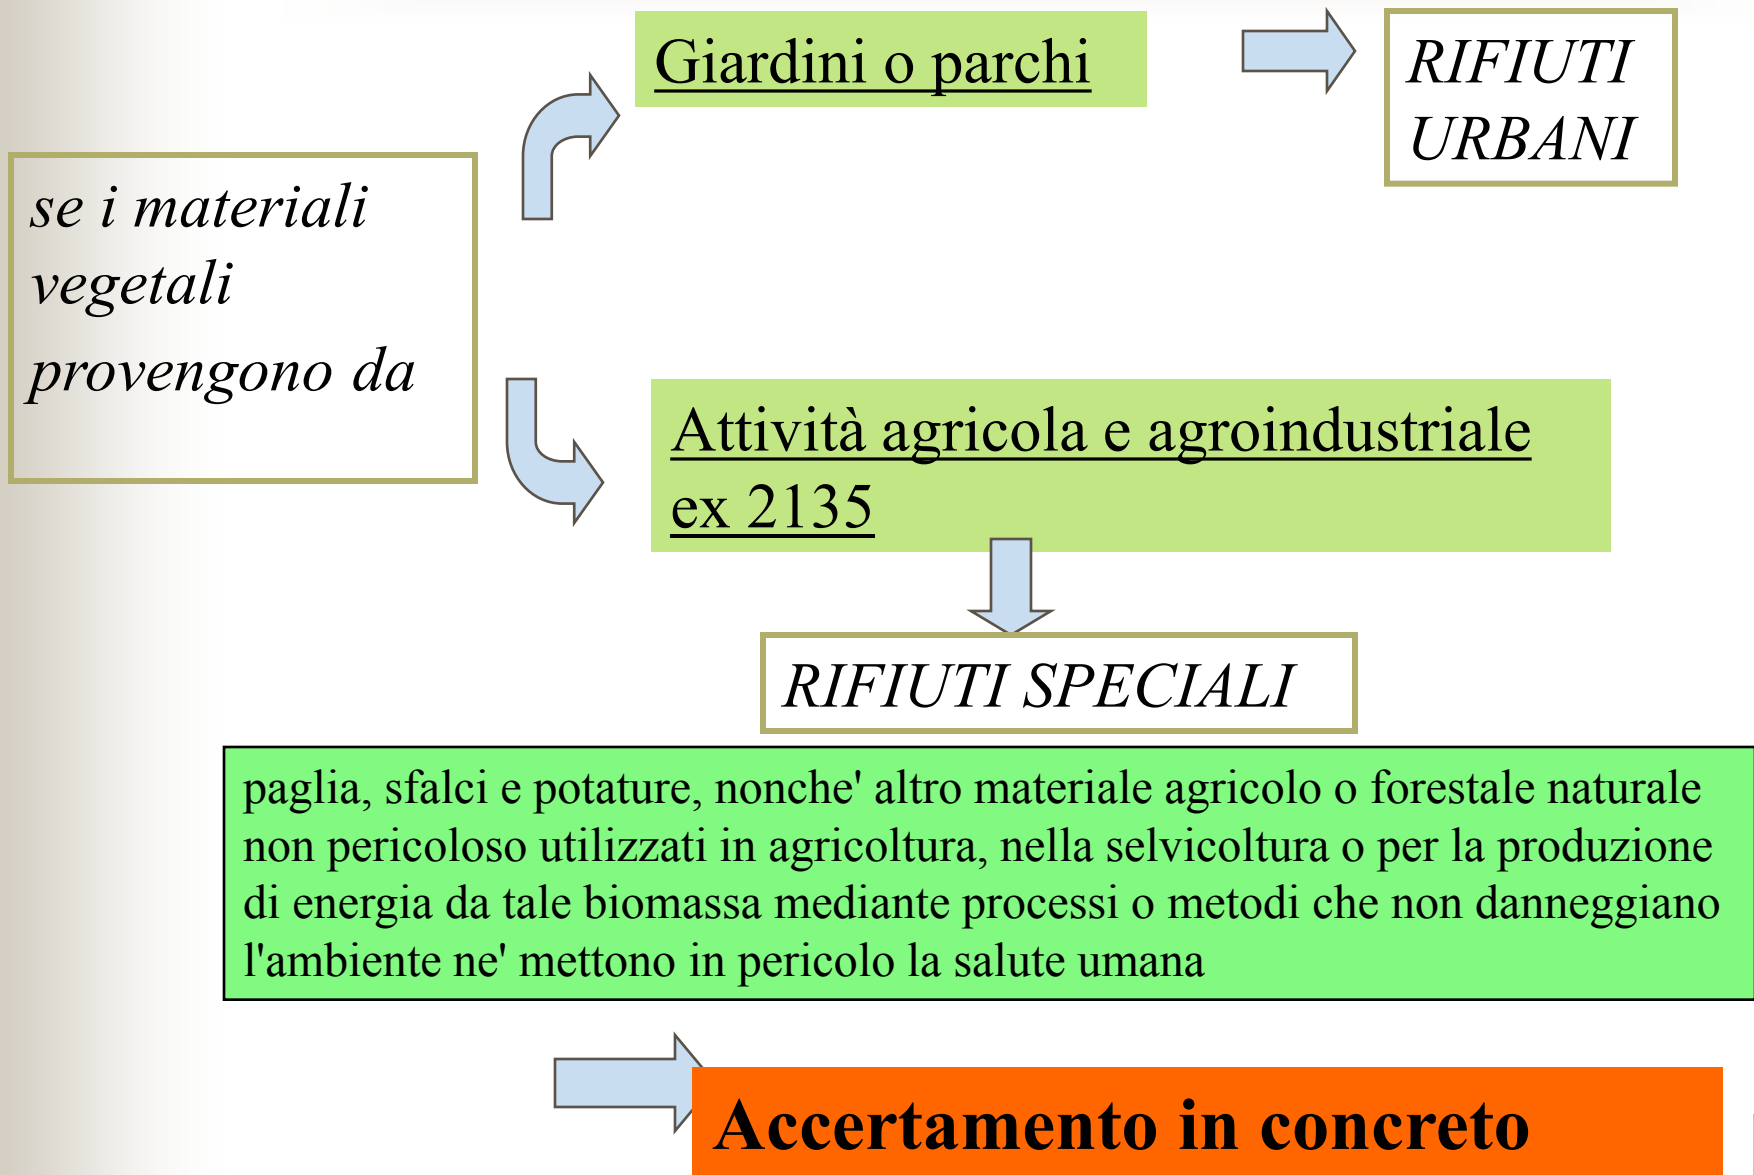 Giardini o parchi
RIFIUTI
URBANI
se i materiali
vegetali
provengono da
Attività agricola e agroindustriale
ex 2135
RIFIUTI SPECIALI
paglia, sfalci e potature, nonche' altro materiale agricolo o forestale naturale
non pericoloso utilizzati in agricoltura, nella selvicoltura o per la produzione
di energia da tale biomassa mediante processi o metodi che non danneggiano
l'ambiente ne' mettono in pericolo la salute umana
Accertamento in concreto